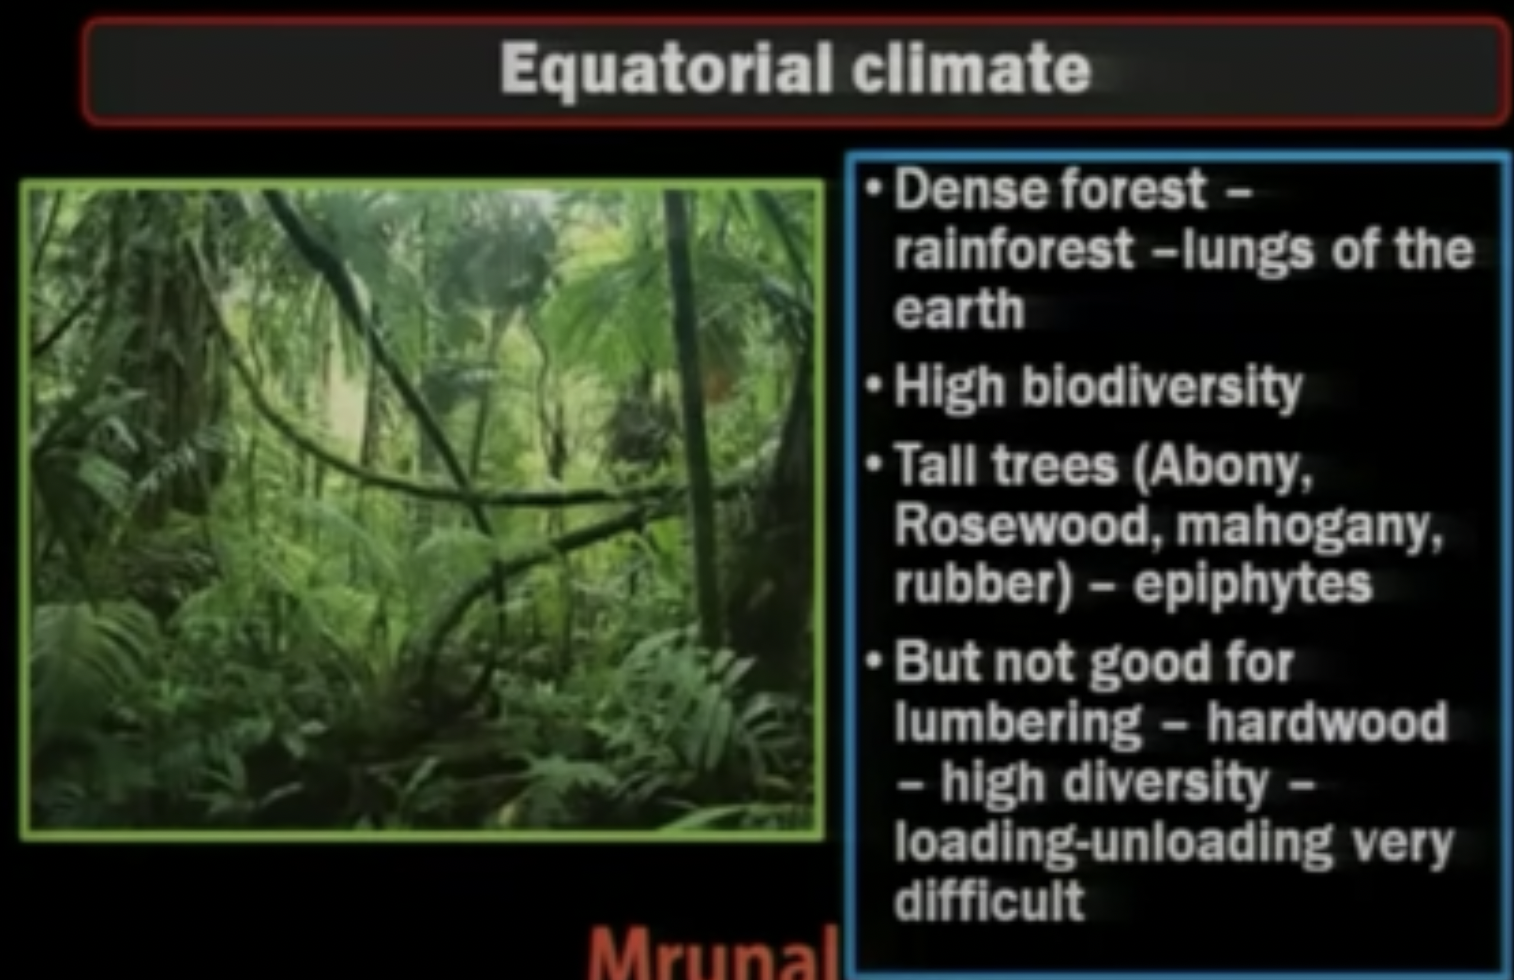 Equatorial climate
• Dense forest –
rainforest –lungs of the
earth
• High biodiversity
• Tall trees (Abony,
Rosewood, mahogany,
rubber) – epiphytes
• But not good for
lumbering – hardwood
– high diversity –
loading-unloading very
difficult
Mrunal